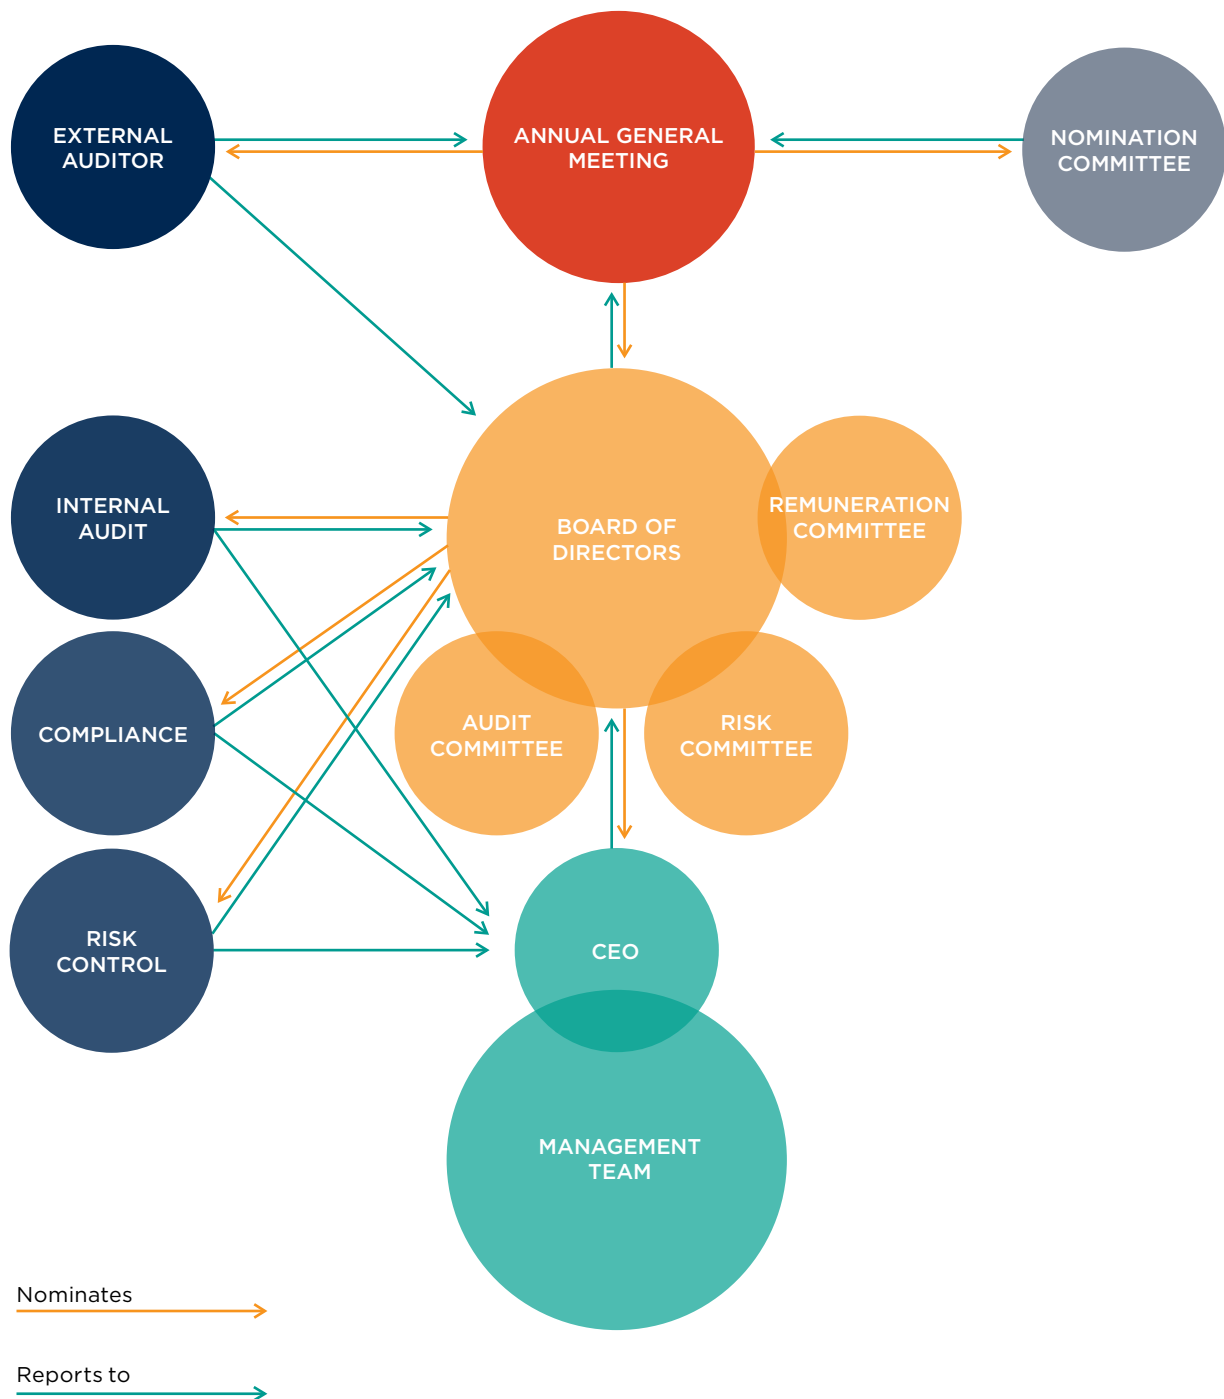 EXTERNAL
AUDITOR
ANNUAL GENERAL
MEETING
NOMINATION
COMMITTEE
INTERNAL
AUDIT
BOARD OF
DIRECTORS
REMUNERATION
COMMITTEE
COMPLIANCE
AUDIT
COMMITTEE
RISK
COMMITTEE
RISK
CONTROL
CEO
MANAGEMENT
TEAM
Nominates
Reports to